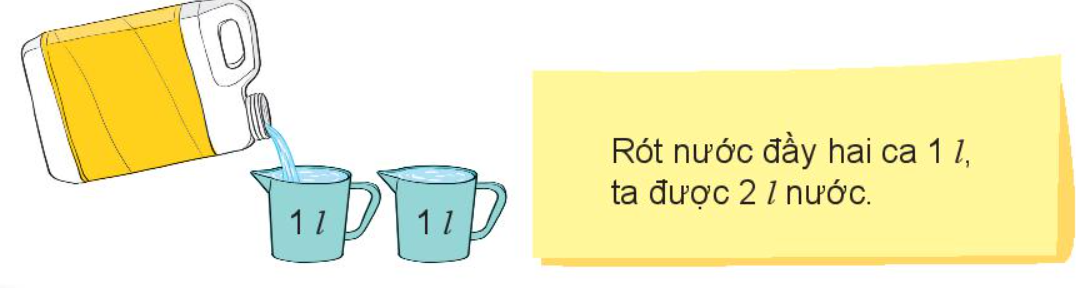 1 l
1 l
Rót nước đầy hai ca 1 l,
ta được 2 l nước.